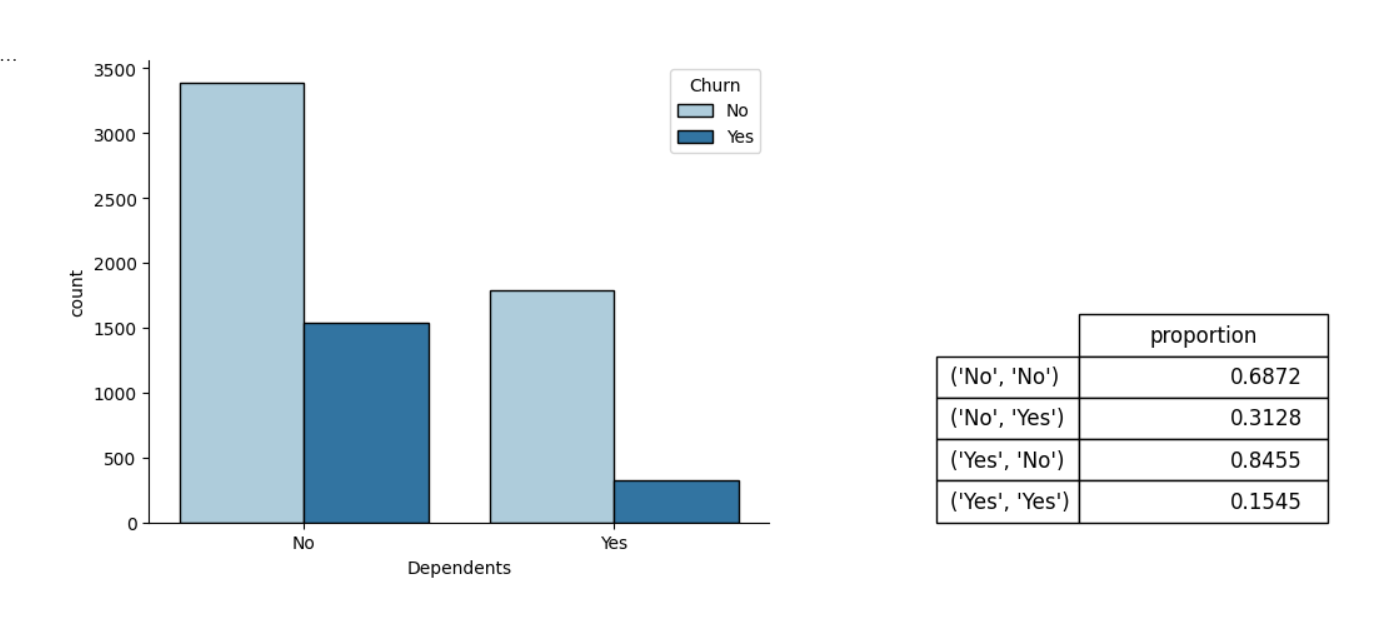 ...
3500
3000
2500
2000
1500
1000
500
0
count
No
Yes
Dependents
Churn
No
Yes
proportion
('No', 'No') 0.6872
('No', 'Yes') 0.3128
('Yes', 'No') 0.8455
('Yes', 'Yes') 0.1545